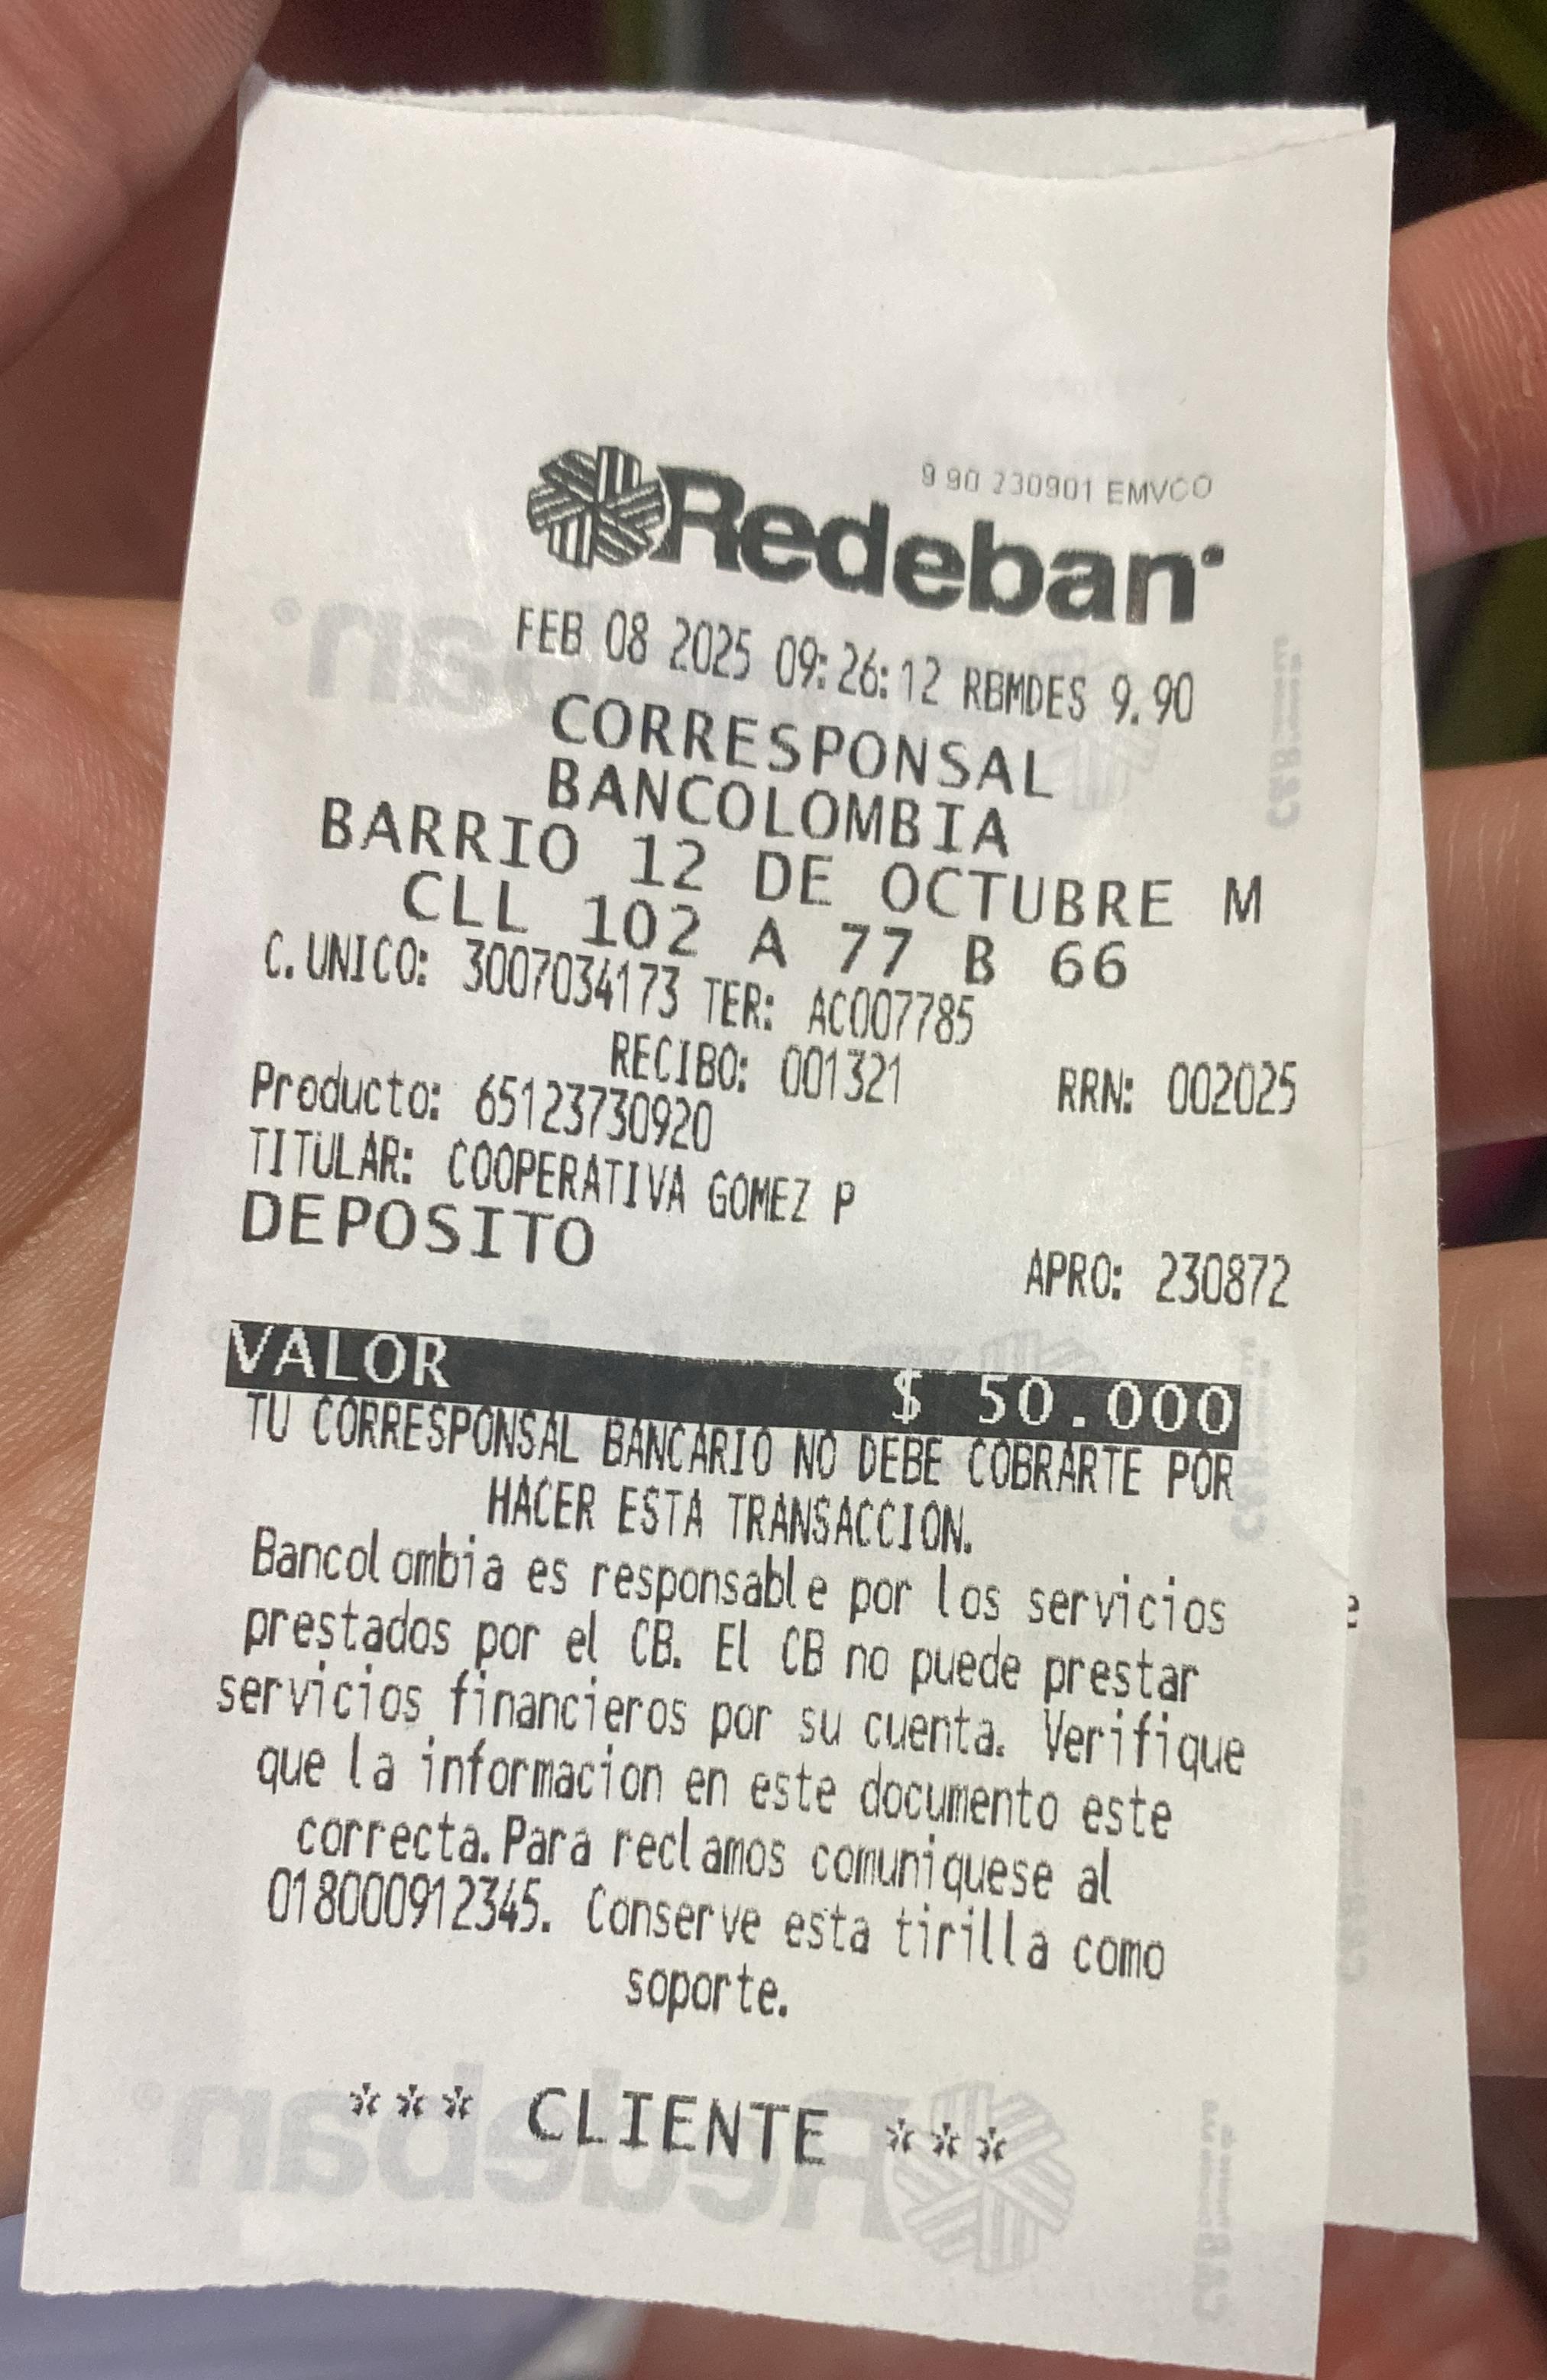 9 90 230901 EMVCO
Redeban
FEB 08 2025 09:26:12 RBMDES 9.90
CORRESPONSAL
BANCOLOMBIA
BARRIO 12 DE OCTUBRE M
CLL 102 A 77 B 66
C.UNICO: 3007034173 TER: AC007785
RECIBO: 001321 RRN: 002025
Producto: 65123730920
TITULAR: COOPERATIVA GOMEZ P
DEPOSITO
APRO: 230872
VALOR $ 50.000
TU CORRESPONSAL BANCARIO NO DEBE COBRARTE POR
HACER ESTA TRANSACCION.
Bancolombia es responsable por los servicios
prestados por el CB. El CB no puede prestar
servicios financieros por su cuenta. Verifique
que la informacion en este documento este
correcta.Para reclamos comuniquese al
018000912345. Conserve esta tirilla como
soporte.
*** CLIENTE ***
Redeban
e